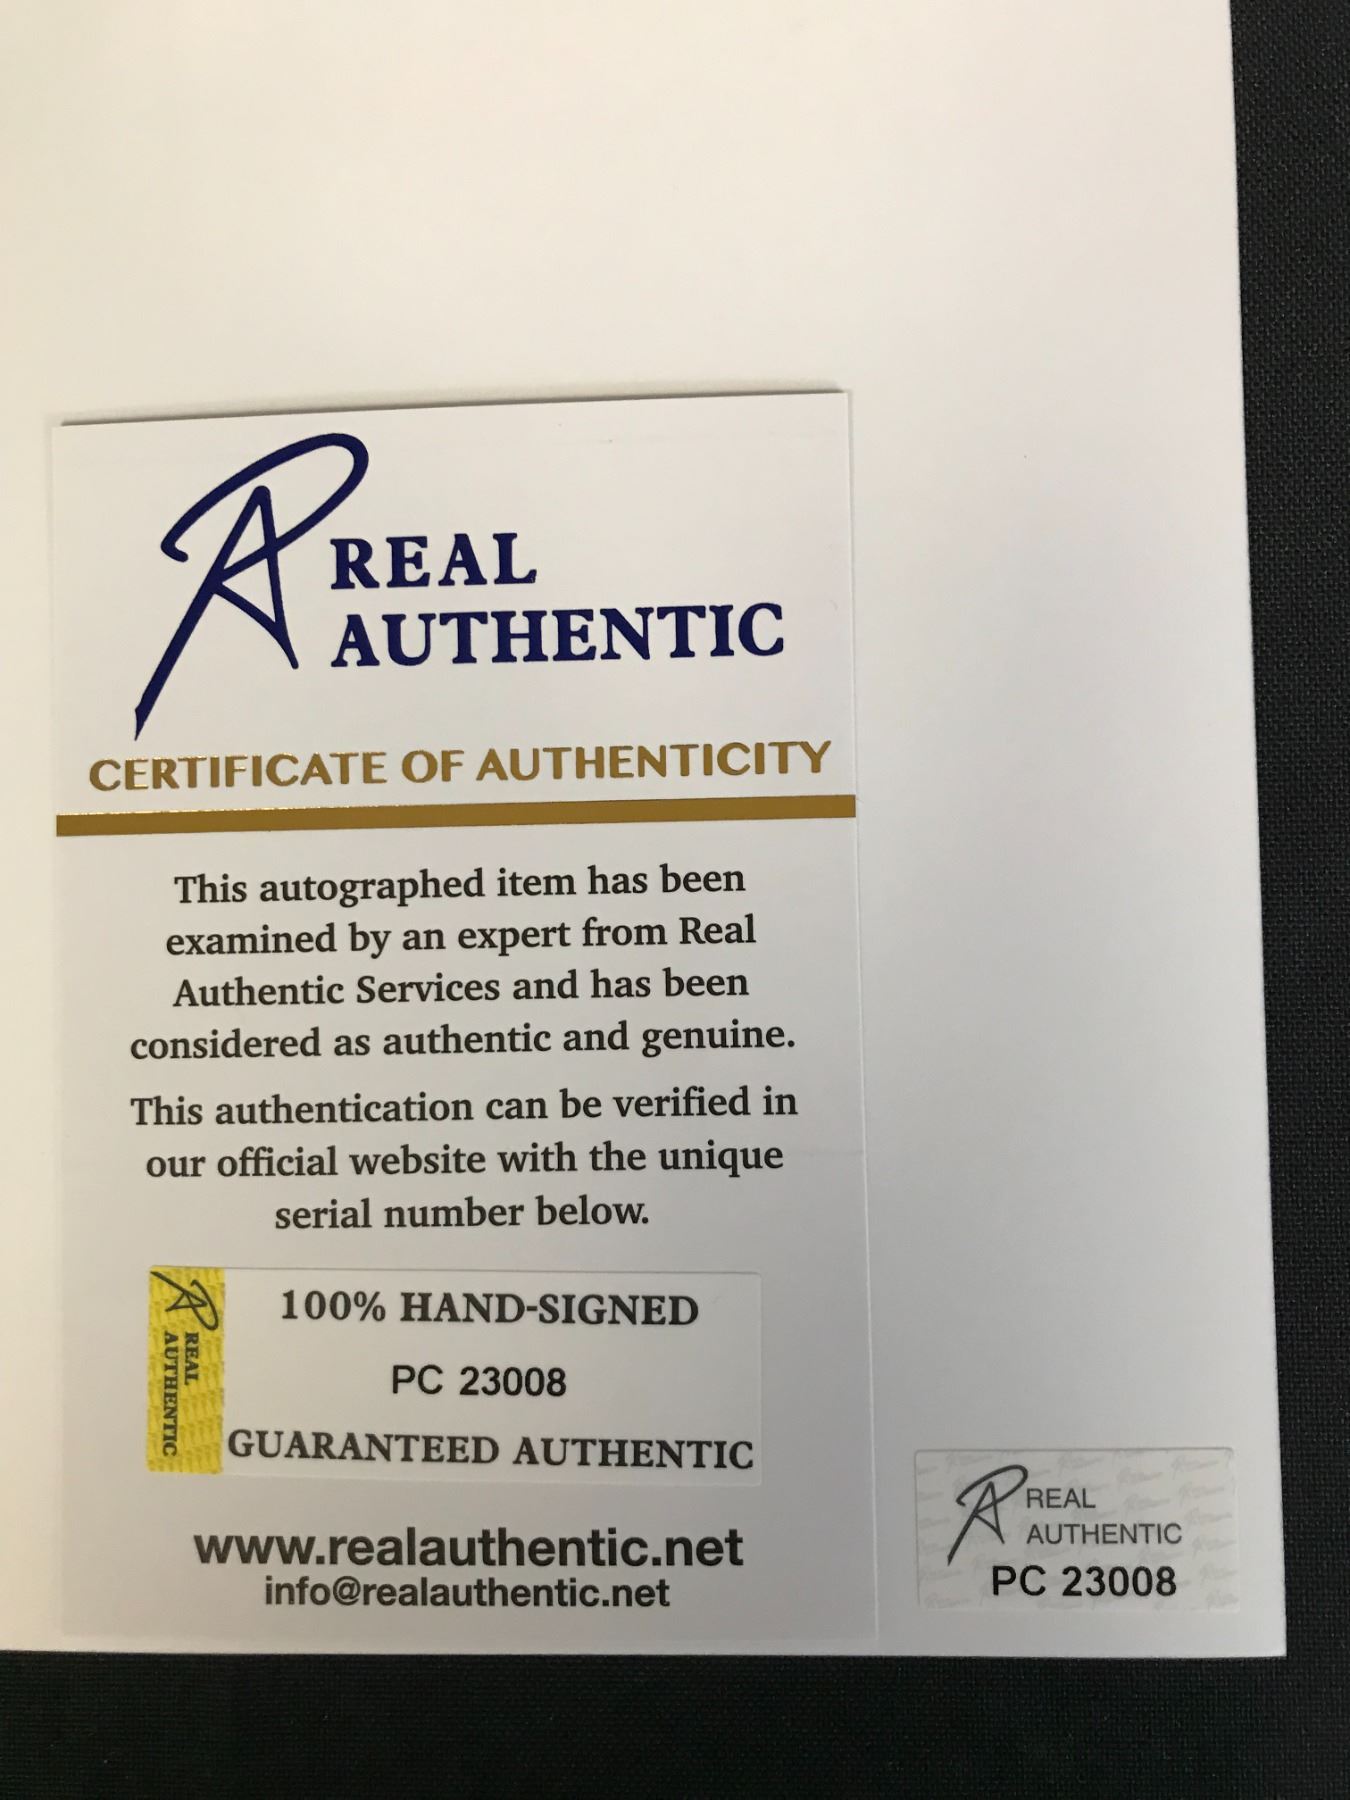 REAL
AUTHENTIC
CERTIFICATE OF AUTHENTICITY
This autographed item has been
examined by an expert from Real
Authentic Services and has been
considered as authentic and genuine.
This authentication can be verified in
our official website with the unique
serial number below.
REAL
AUTHENTIC
100% HAND-SIGNED
PC 23008
GUARANTEED AUTHENTIC
www.realauthentic.net
info@realauthentic.net
REAL
AUTHENTIC
PC 23008